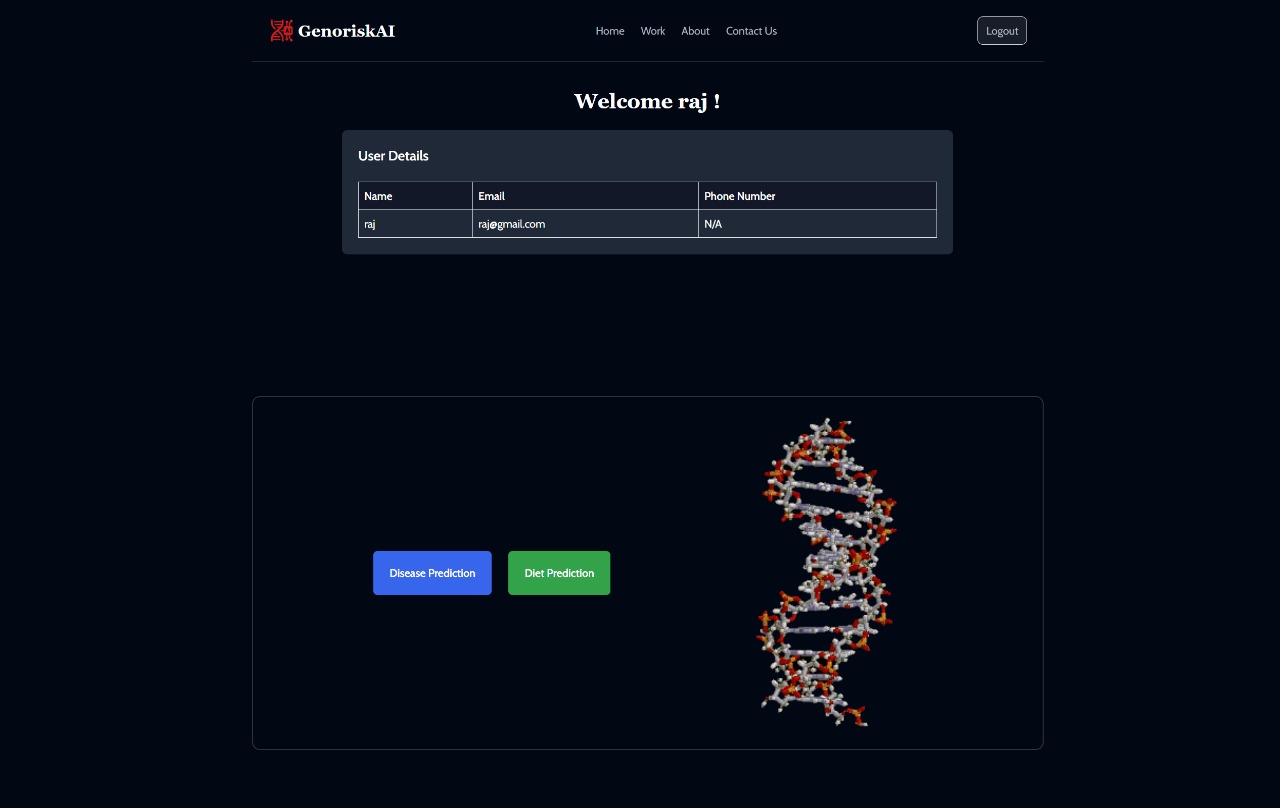 GenoriskAI
Home Work About Contact Us
Logout
Welcome raj !
User Details
Name Email Phone Number
raj raj@gmail.com N/A
Disease Prediction Diet Prediction